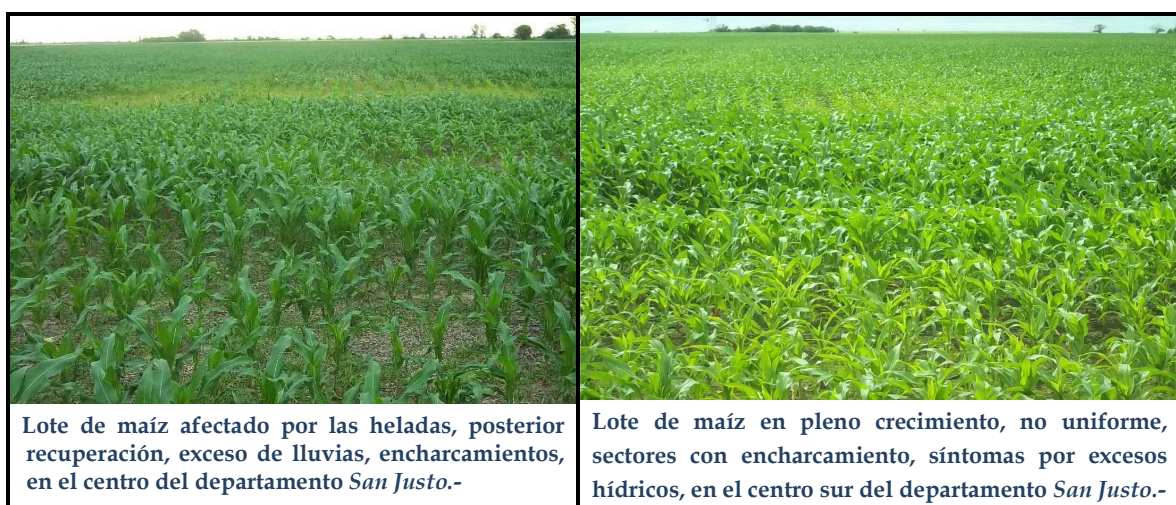 Lote de maíz afectado por las heladas, posterior
recuperación, exceso de lluvias, encharcamientos,
en el centro del departamento San Justo.-
Lote de maíz en pleno crecimiento, no uniforme,
sectores con encharcamiento, síntomas por excesos
hídricos, en el centro sur del departamento San Justo.-